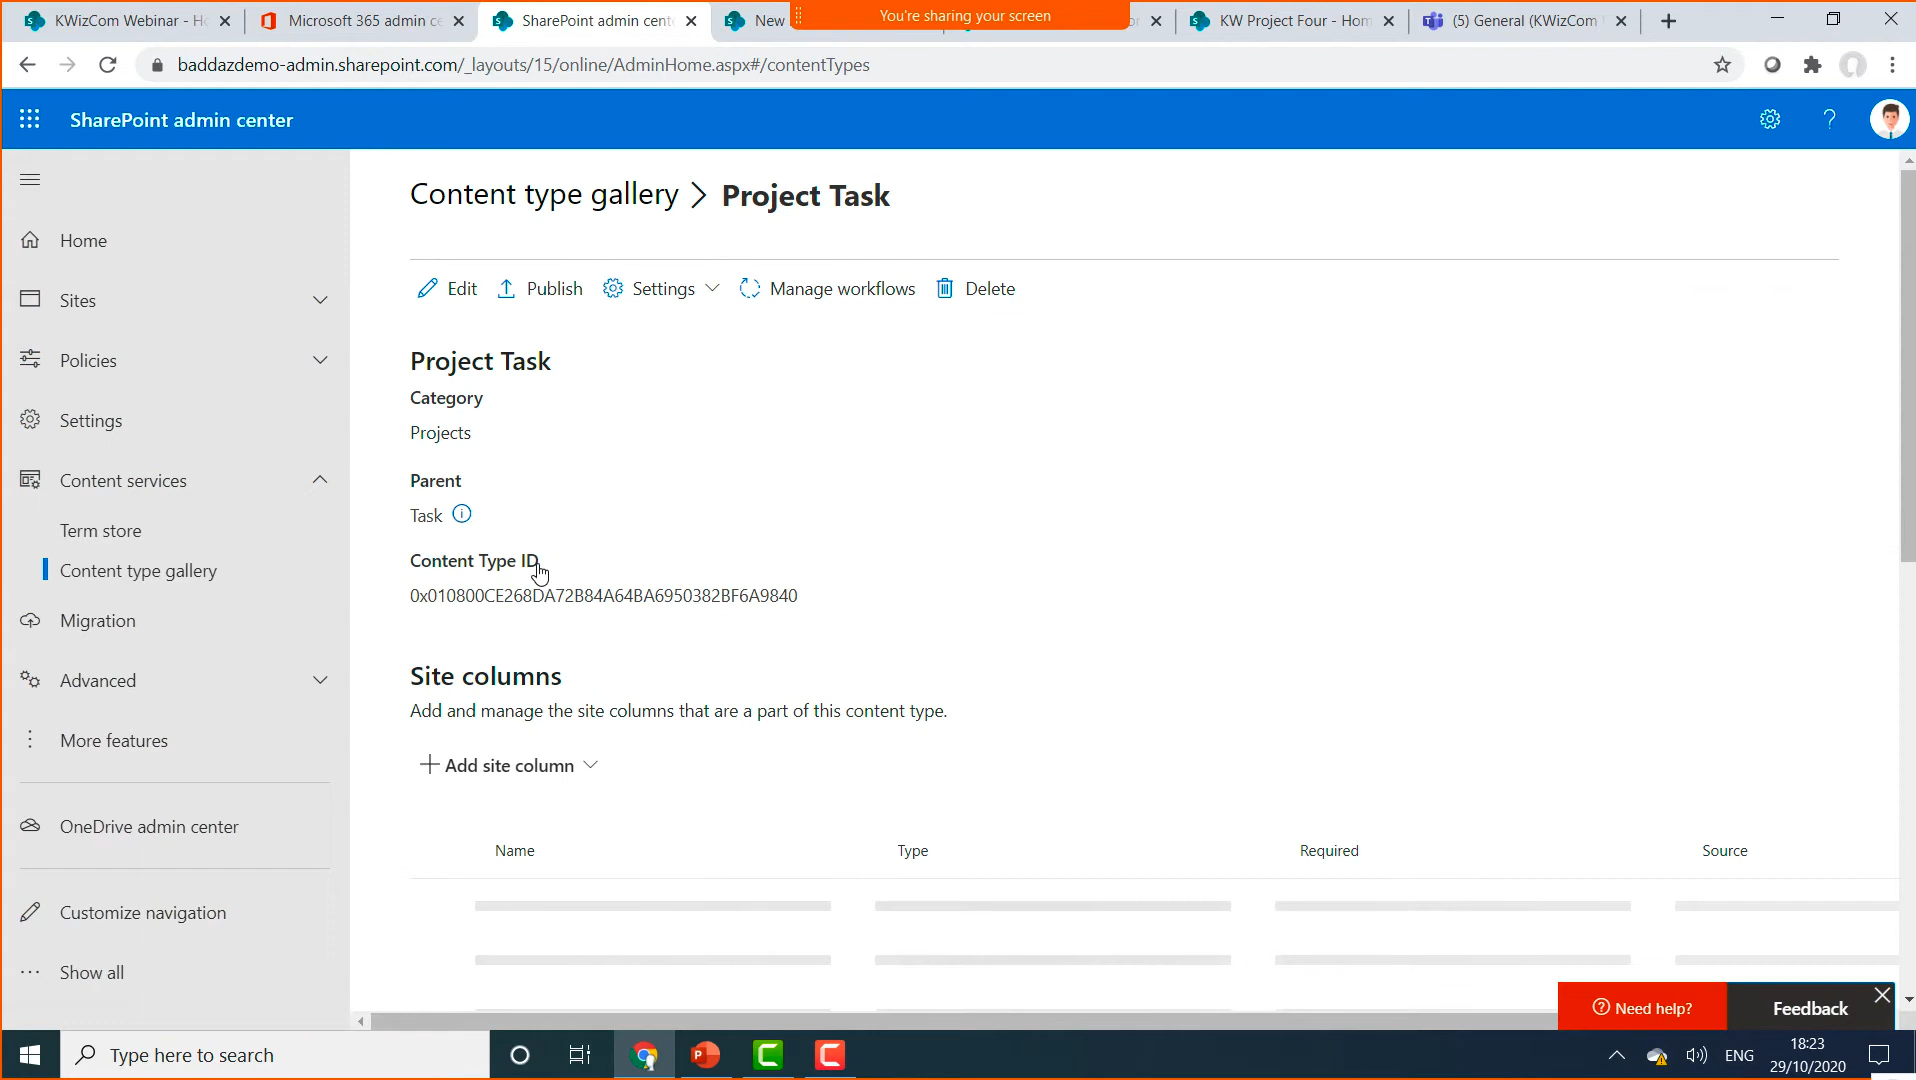 KWizCom Webinar - Ho
Microsoft 365 admin ce
SharePoint admin cente
New
You're sharing your screen
KW Project Four - Hom
(5) General (KWizCom
baddazdemo-admin.sharepoint.com/_layouts/15/online/AdminHome.aspx#/contentTypes
SharePoint admin center
Home
Sites
Policies
Settings
Content services
Term store
Content type gallery
Migration
Advanced
More features
OneDrive admin center
Customize navigation
Show all
Content type gallery > Project Task
Edit
Publish
Settings
Manage workflows
Delete
Project Task
Category
Projects
Parent
Task
Content Type ID
0x010800CE268DA72B84A64BA6950382BF6A9840
Site columns
Add and manage the site columns that are a part of this content type.
Add site column
Name Type Required Source
Need help?
Feedback
Type here to search
ENG
18:23
29/10/2020